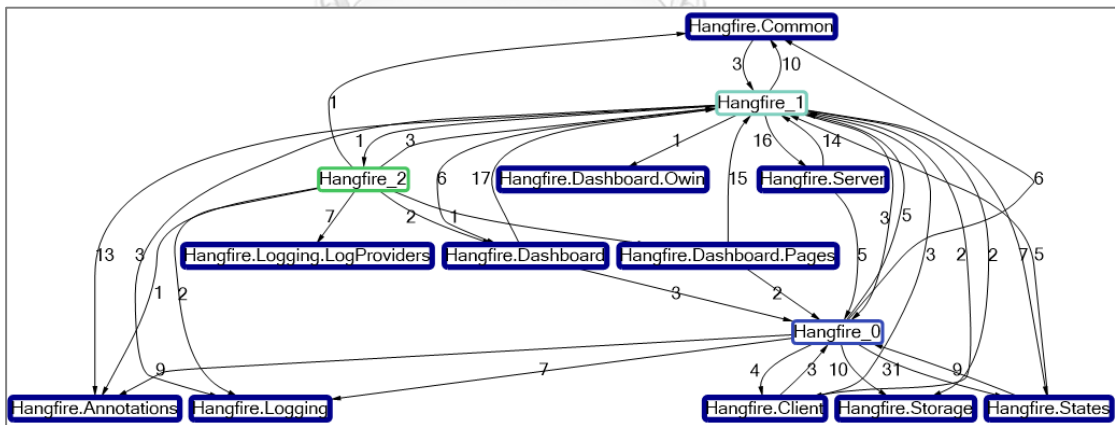 Hangfire.Common
3 10
Hangfire_1
1
1 3 1 16 14
Hangfire_2 6 17 Hangfire.Dashboard.Owin 15 Hangfire.Server 6
7 2 1 3 5
13 3 Hangfire.Logging.LogProviders Hangfire.Dashboard Hangfire.Dashboard.Pages 5 3 2 2 7 5
1 2 3 2
Hangfire_0
9 7 4 3 10 31 9
Hangfire.Annotations Hangfire.Logging Hangfire.Client Hangfire.Storage Hangfire.States